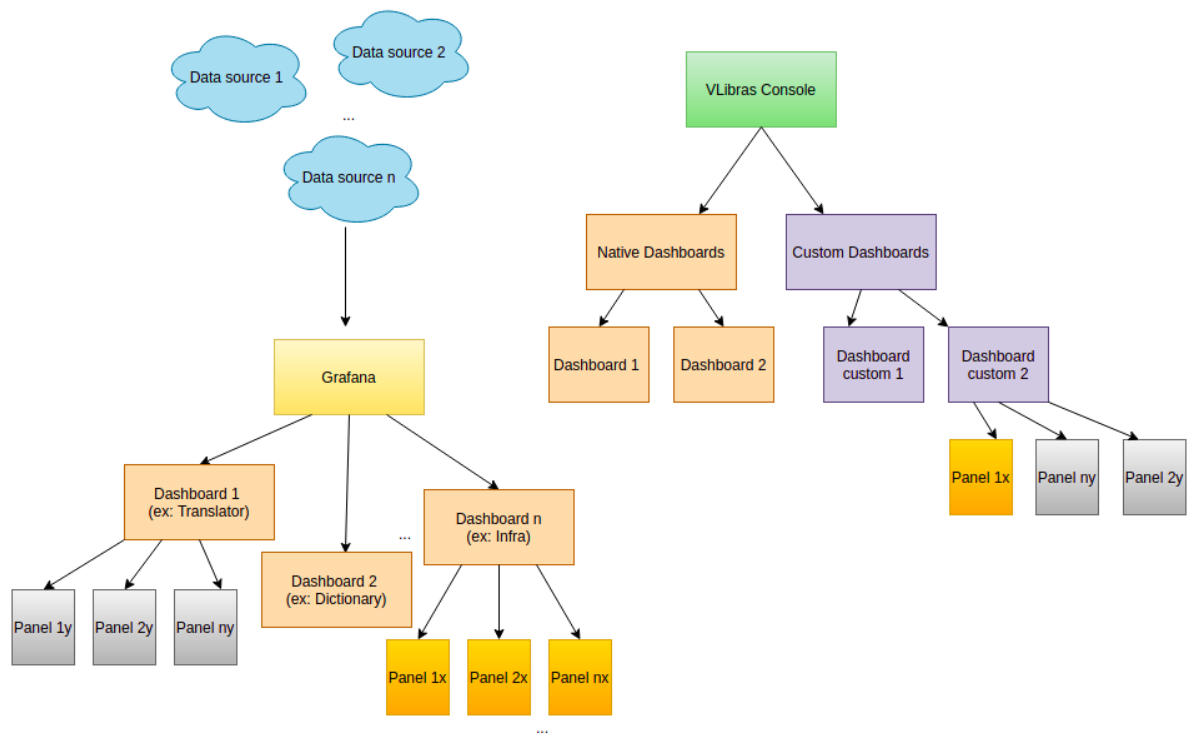 Data source 1
Data source 2
...
Data source n
Grafana
Dashboard 1
(ex: Translator)
Dashboard 2
(ex: Dictionary)
...
Dashboard n
(ex: Infra)
Panel 1y
Panel 2y
Panel ny
Panel 1x
Panel 2x
Panel nx
...
VLibras Console
Native Dashboards
Custom Dashboards
Dashboard 1
Dashboard 2
Dashboard
custom 1
Dashboard
custom 2
Panel 1x
Panel ny
Panel 2y